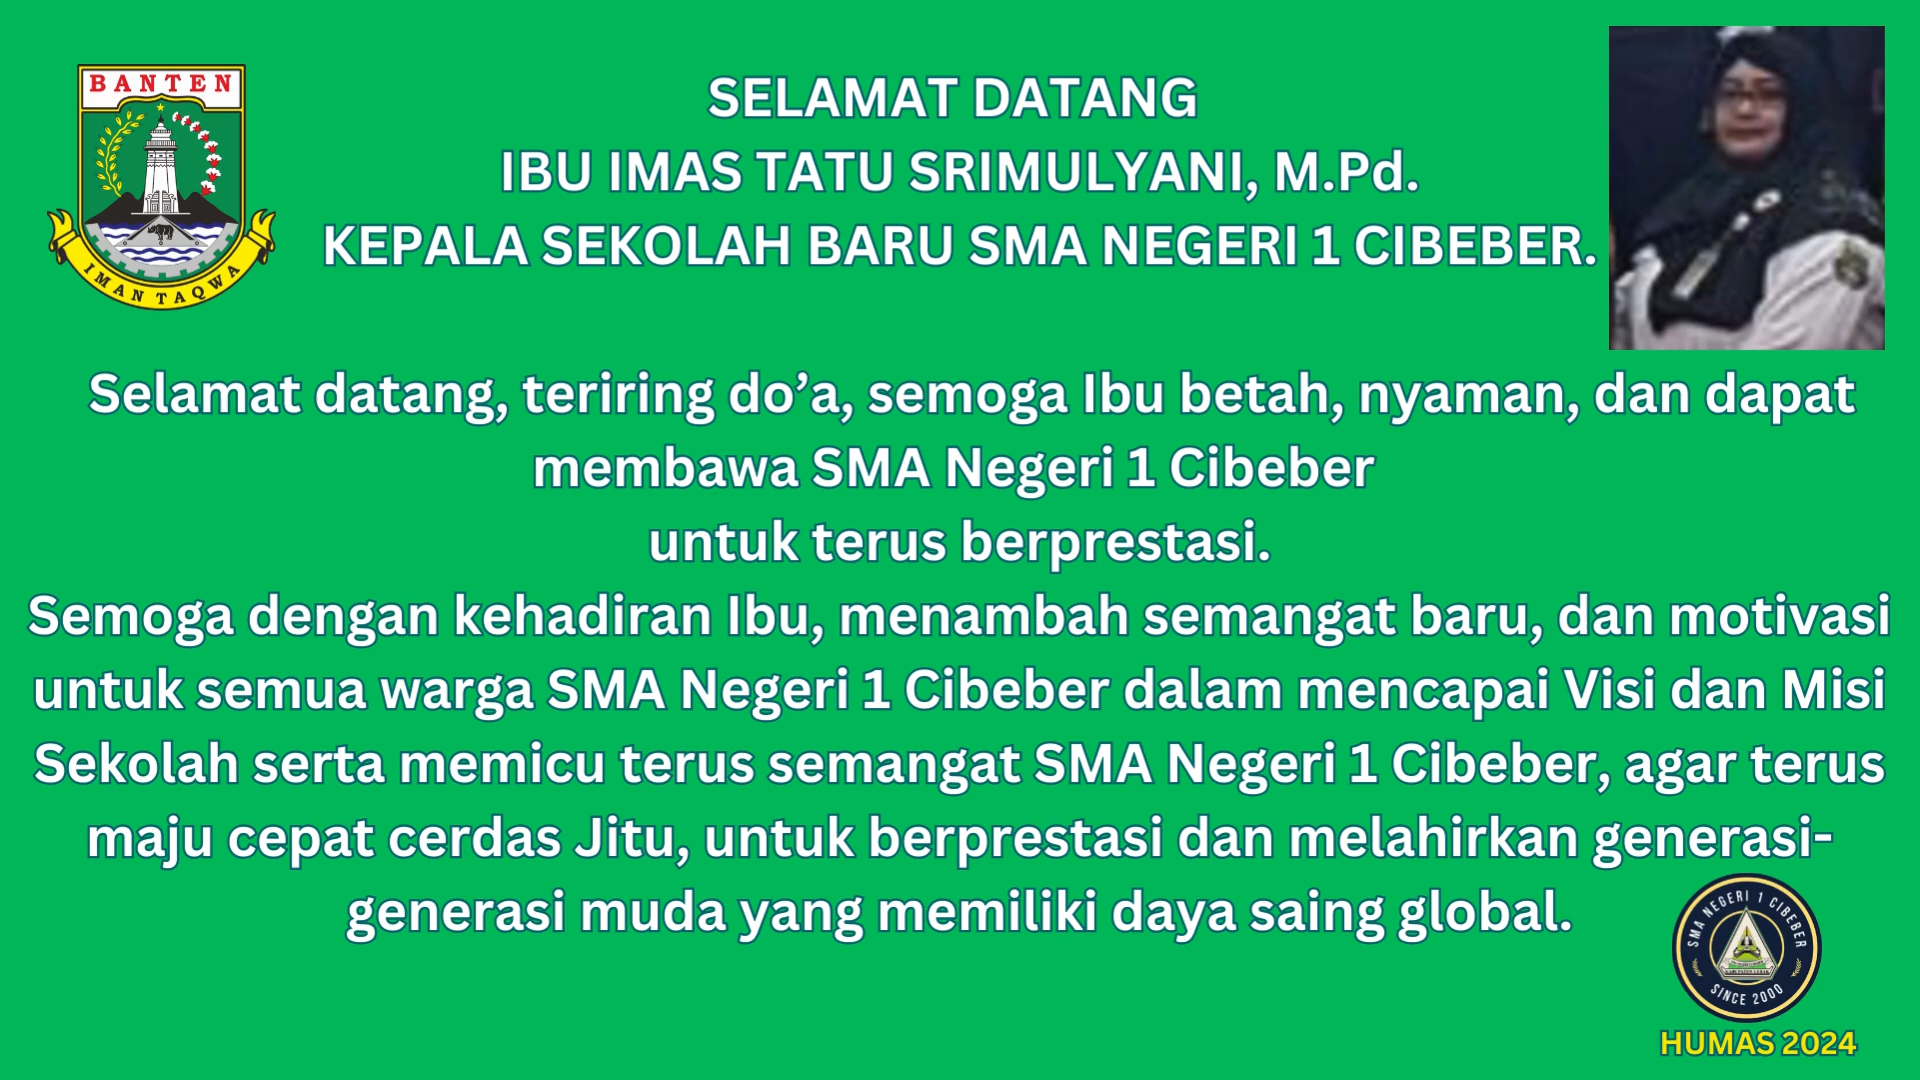 BANTEN
IMAN TAQWA
SELAMAT DATANG
IBU IMAS TATU SRIMULYANI, M.Pd.
KEPALA SEKOLAH BARU SMA NEGERI 1 CIBEBER.
Selamat datang, teriring do’a, semoga Ibu betah, nyaman, dan dapat
membawa SMA Negeri 1 Cibeber
untuk terus berprestasi.
Semoga dengan kehadiran Ibu, menambah semangat baru, dan motivasi
untuk semua warga SMA Negeri 1 Cibeber dalam mencapai Visi dan Misi
Sekolah serta memicu terus semangat SMA Negeri 1 Cibeber, agar terus
maju cepat cerdas Jitu, untuk berprestasi dan melahirkan generasi-
generasi muda yang memiliki daya saing global.
SMA NEGERI 1 CIBEBER
SINCE 2000
HUMAS 2024